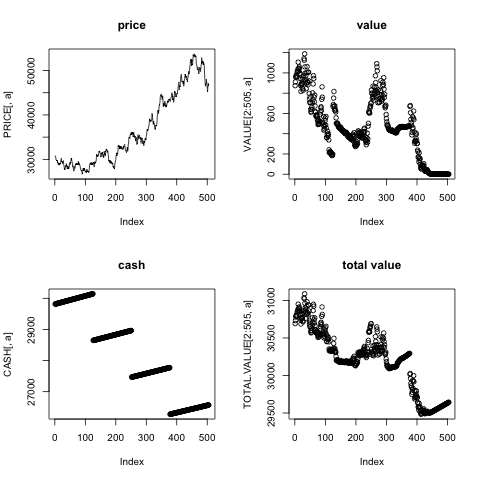 price
PRICE[, a]
30000
40000
50000
0 100 200 300 400 500
Index
value
VALUE[2:505, a]
0 200 600 1000
0 100 200 300 400 500
Index
cash
CASH[, a]
27000 29000
0 100 200 300 400 500
Index
total value
TOTAL.VALUE[2:505, a]
29500 30000 30500 31000
0 100 200 300 400 500
Index